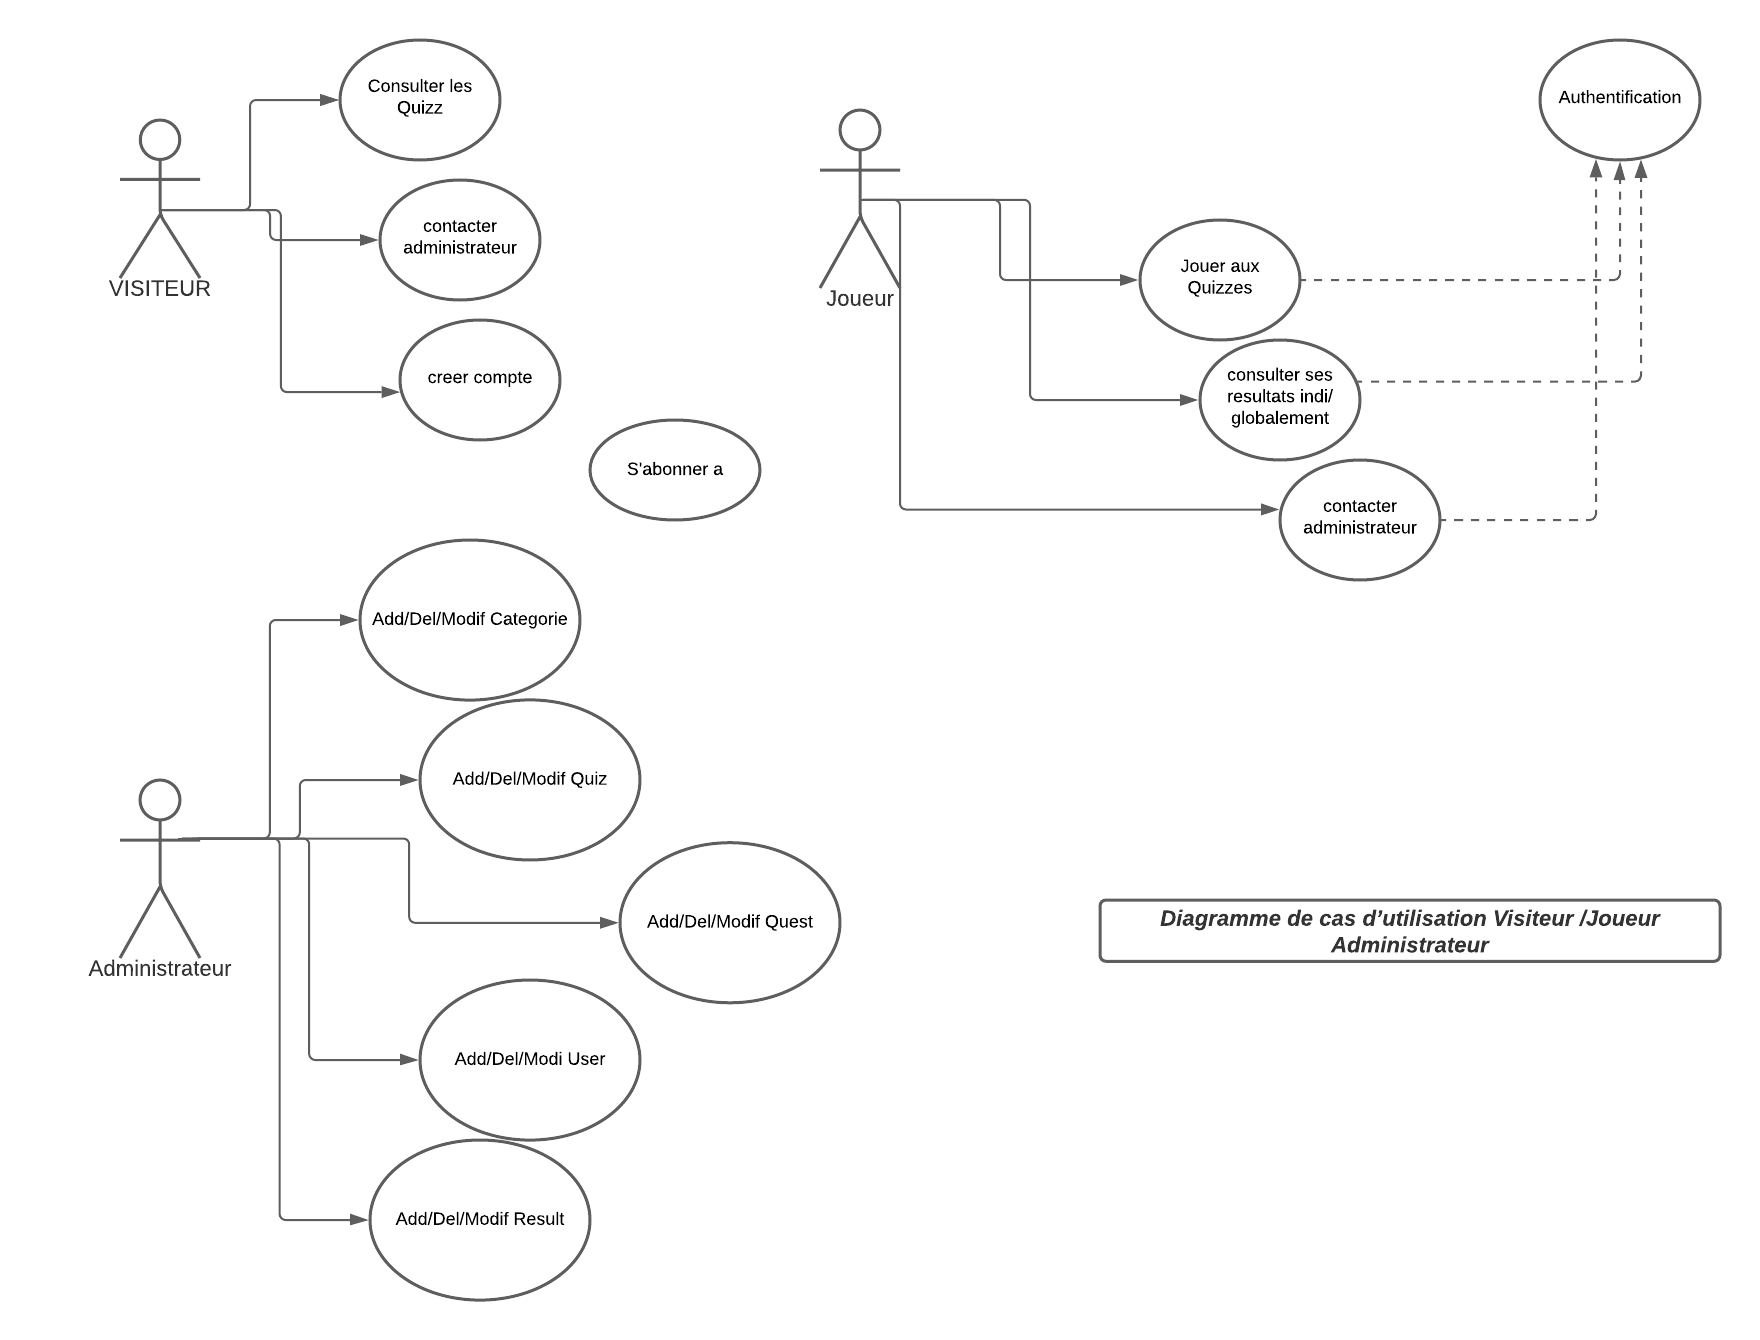 Consulter les
Quizz
contacter
administrateur
VISITEUR
creer compte
S'abonner a
Authentification
Joueur
Jouer aux
Quizzes
consulter ses
resultats indi/
globalement
contacter
administrateur
Add/Del/Modif Categorie
Add/Del/Modif Quiz
Add/Del/Modif Quest
Administrateur
Add/Del/Modi User
Add/Del/Modif Result
Diagramme de cas d’utilisation Visiteur /Joueur
Administrateur